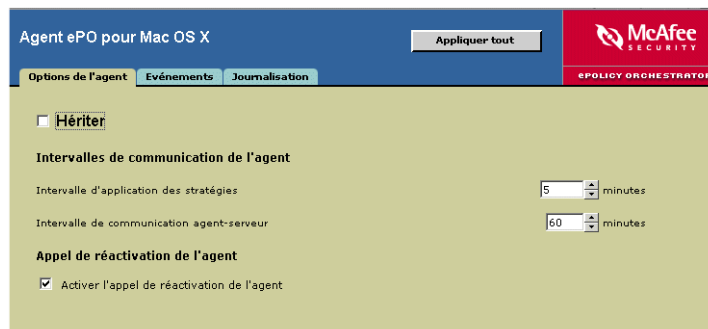 Agent ePO pour Mac OS X
Appliquer tout
McAfee
SECURITY
Options de l'agent
Evénements
Journalisation
ePOLICY ORCHESTRATOR
Hériter
Intervalles de communication de l'agent
Intervalle d'application des stratégies
5 minutes
Intervalle de communication agent-serveur
60 minutes
Appel de réactivation de l'agent
Activer l'appel de réactivation de l'agent